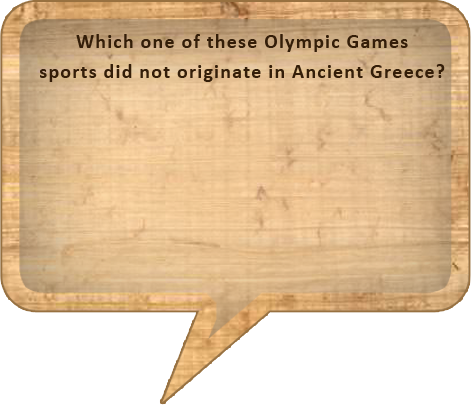 Which one of these Olympic Games
sports did not originate in Ancient Greece?